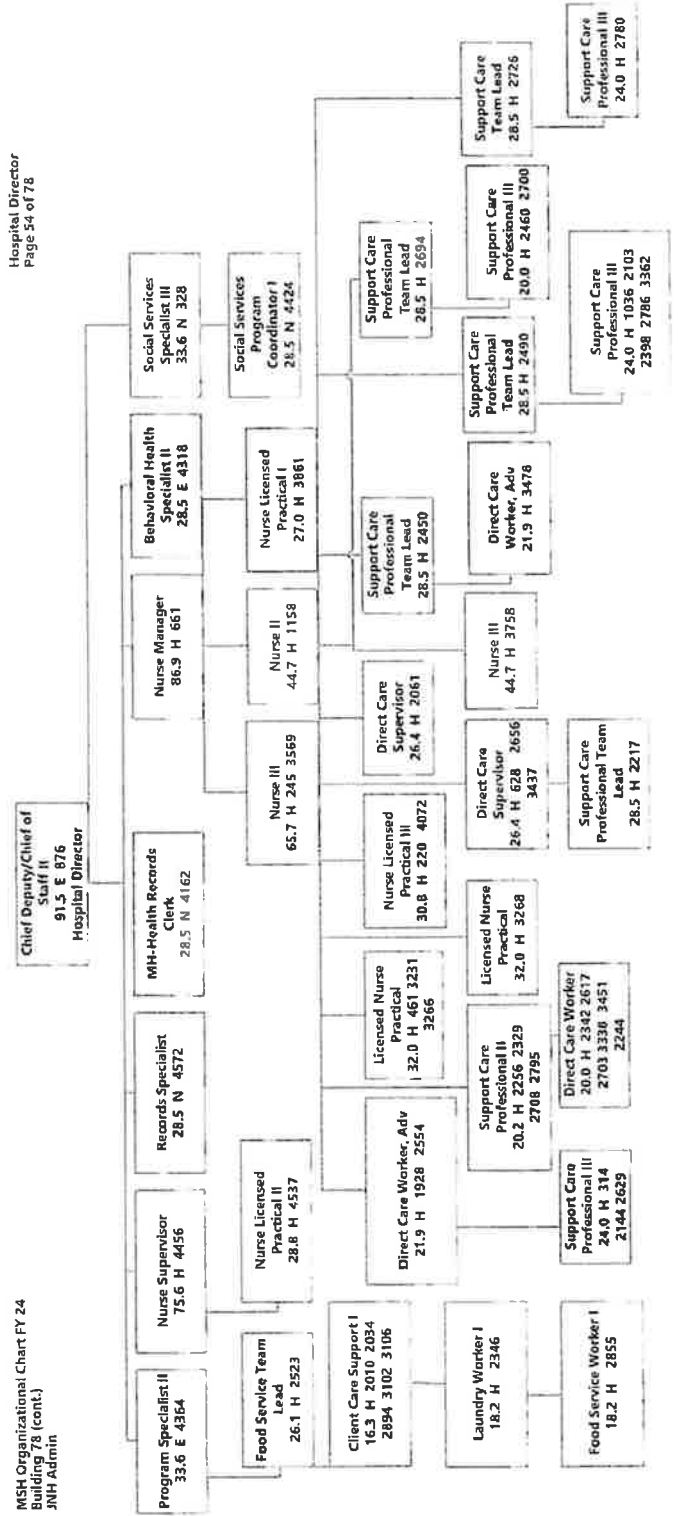 MSH Organizational Chart FY 24
Building 78 (cont.)
JNH Admin
Hospital Director
Page 54 of 78
Chief Deputy/Chief of
Staff II
91.5 E 876
Hospital Director
Program Specialist II
33.6 E 4364
Nurse Supervisor
75.6 H 4456
Records Specialist
28.5 N 4572
MH-Health Records
Clerk
28.5 N 4162
Nurse Manager
86.9 H 661
Behavioral Health
Specialist II
28.5 E 4318
Social Services
Specialist III
33.6 N 328
Food Service Team
Lead
26.1 H 2523
Nurse Licensed
Practical II
28.8 H 4537
Nurse III
65.7 H 245 3569
Nurse II
44.7 H 1158
Nurse Licensed
Practical I
27.0 H 3861
Social Services
Program
Coordinator I
28.5 N 4424
Client Care Support I
16.3 H 2010 2034
2894 3102 3106
Direct Care Worker, Adv
21.9 H 1928 2554
Licensed Nurse
Practical
32.0 H 461 3231
3266
Nurse Licensed
Practical III
30.8 H 220 4072
Direct Care
Supervisor
26.4 H 2061
Support Care
Professional
Team Lead
28.5 H 2450
Support Care
Professional
Team Lead
28.5 H 2694
Laundry Worker I
18.2 H 2346
Support Care
Professional II
20.2 H 2256 2329
2708 2795
Licensed Nurse
Practical
32.0 H 3268
Direct Care
Supervisor
26.4 H 628 2656
3437
Nurse III
44.7 H 3758
Direct Care
Worker, Adv
21.9 H 3478
Support Care
Professional
Team Lead
28.5 H 2490
Support Care
Professional III
20.0 H 2460 2700
Support Care
Team Lead
28.5 H 2726
Food Service Worker I
18.2 H 2855
Support Care
Professional III
24.0 H 314
2144 2629
Direct Care Worker
20.0 H 2342 2617
2703 3338 3451
2244
Support Care
Professional Team
Lead
28.5 H 2217
Support Care
Professional III
24.0 H 1036 2103
2398 2786 3362
Support Care
Professional III
24.0 H 2780